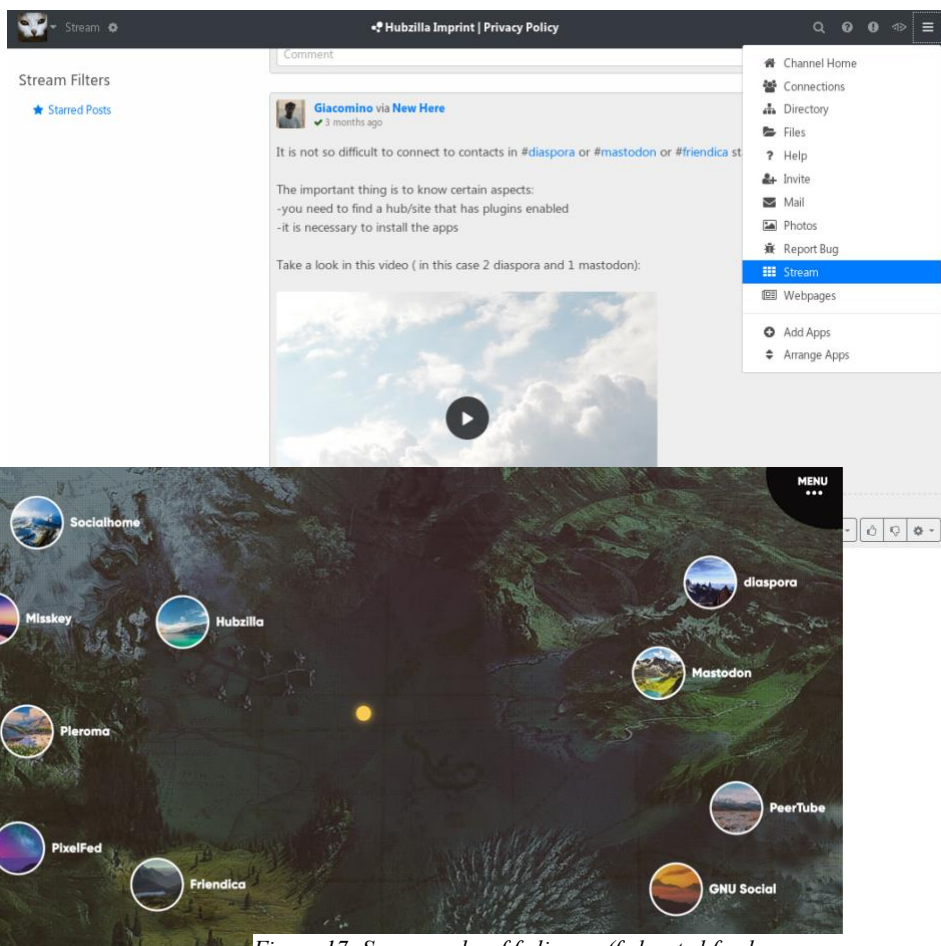 Stream
Hubzilla Imprint | Privacy Policy
Comment
Stream Filters
Starred Posts
Giacomino via New Here
3 months ago
It is not so difficult to connect to contacts in #diaspora or #mastodon or #friendica
The important thing is to know certain aspects:
-you need to find a hub/site that has plugins enabled
-it is necessary to install the apps
Take a look in this video ( in this case 2 diaspora and 1 mastodon):
Channel Home
Connections
Directory
Files
Help
Invite
Mail
Photos
Report Bug
Stream
Webpages
Add Apps
Arrange Apps
MENU
Socialhome
diaspora
Misskey
Hubzilla
Mastodon
Pleroma
PeerTube
PixelFed
Friendica
GNU Social